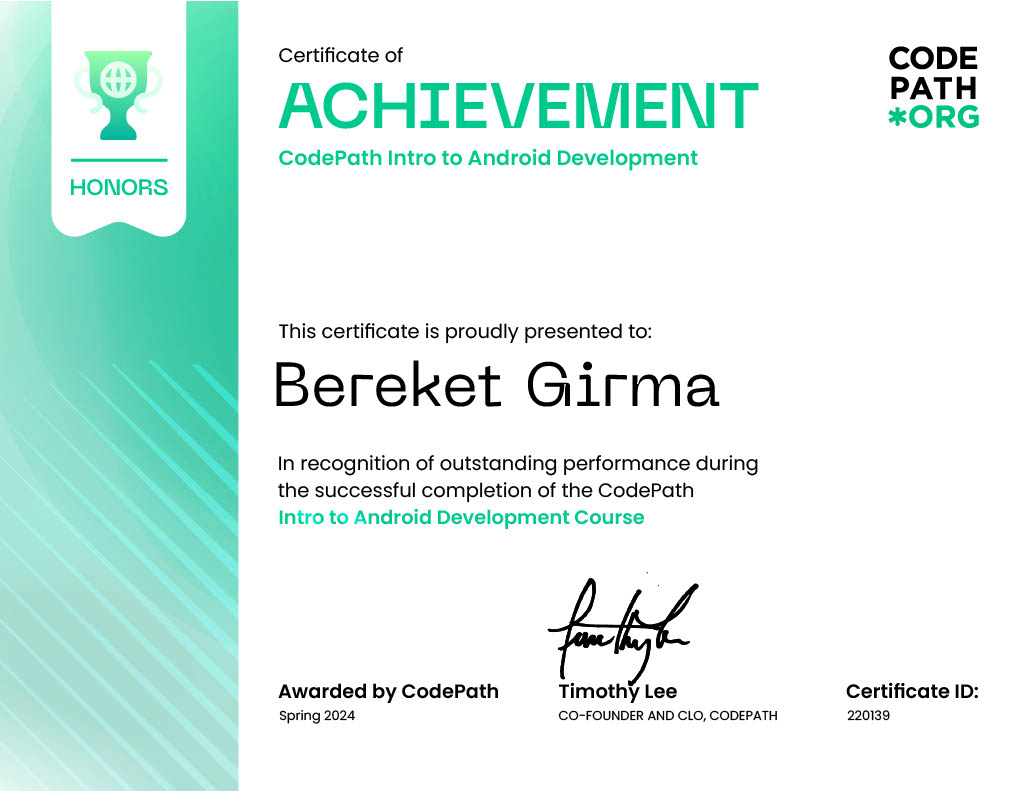 HONORS
Certificate of
ACHIEVEMENT
CodePath Intro to Android Development
CODE
PATH
*ORG
This certificate is proudly presented to:
Bereket Girma
In recognition of outstanding performance during
the successful completion of the CodePath
Intro to Android Development Course
Awarded by CodePath
Spring 2024
Timothy Lee
CO-FOUNDER AND CLO, CODEPATH
Certificate ID:
220139